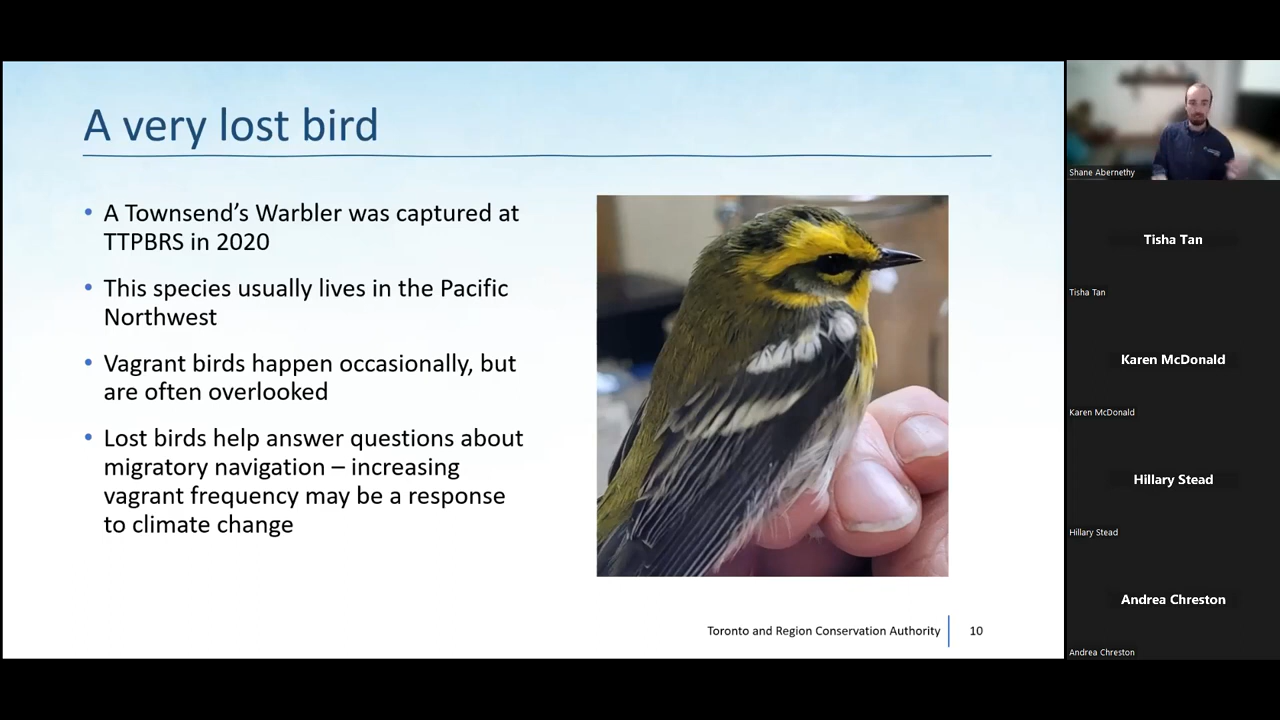 A very lost bird
• A Townsend’s Warbler was captured at
TTPBRS in 2020
• This species usually lives in the Pacific
Northwest
• Vagrant birds happen occasionally, but
are often overlooked
• Lost birds help answer questions about
migratory navigation – increasing
vagrant frequency may be a response
to climate change
Toronto and Region Conservation Authority
10
Shane Abernethy
Tisha Tan
Tisha Tan
Karen McDonald
Karen McDonald
Hillary Stead
Hillary Stead
Andrea Chreston
Andrea Chreston